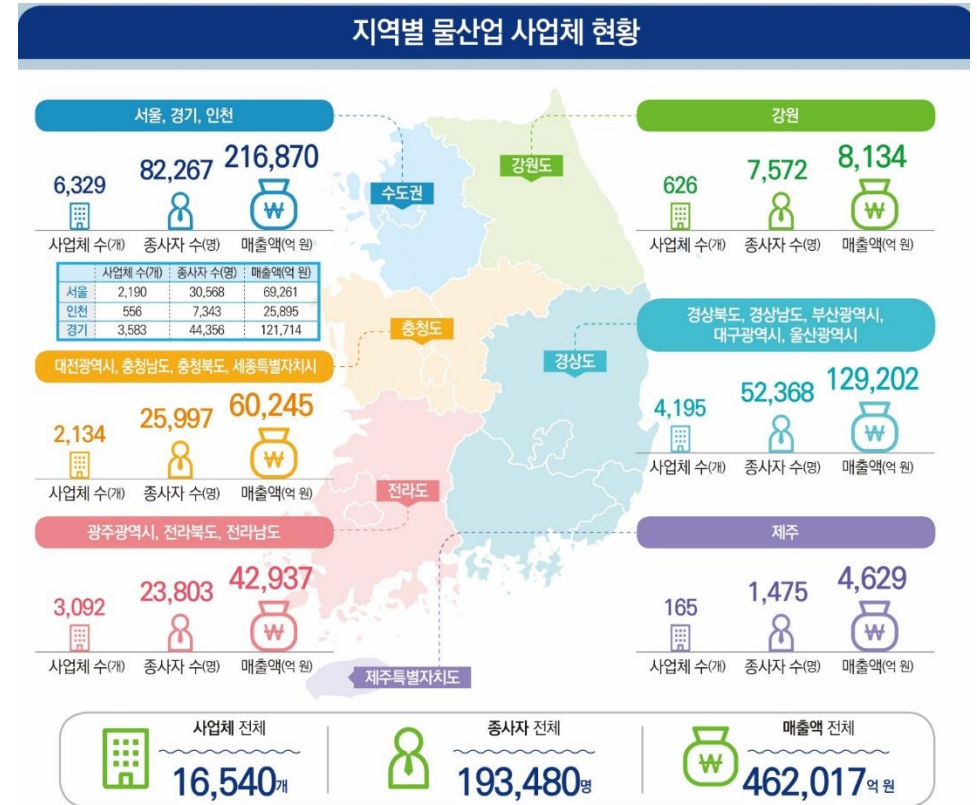 지역별 물산업 사업체 현황
서울, 경기, 인천
6,329 82,267 216,870
사업체 수(개) 종사자 수(명) 매출액(억 원)
사업체 수(개) 종사자 수(명) 매출액(억 원)
서울 2,190 30,568 69,261
인천 556 7,343 25,895
경기 3,583 44,356 121,714
강원
626 7,572 8,134
사업체 수(개) 종사자 수(명) 매출액(억 원)
수도권
강원도
충청도
경상도
전라도
제주특별자치도
대전광역시, 충청남도, 충청북도, 세종특별자치시
2,134 25,997 60,245
사업체 수(개) 종사자 수(명) 매출액(억 원)
경상북도, 경상남도, 부산광역시,
대구광역시, 울산광역시
4,195 52,368 129,202
사업체 수(개) 종사자 수(명) 매출액(억 원)
광주광역시, 전라북도, 전라남도
3,092 23,803 42,937
사업체 수(개) 종사자 수(명) 매출액(억 원)
제주
165 1,475 4,629
사업체 수(개) 종사자 수(명) 매출액(억 원)
사업체 전체
16,540개
종사자 전체
193,480명
매출액 전체
462,017억 원